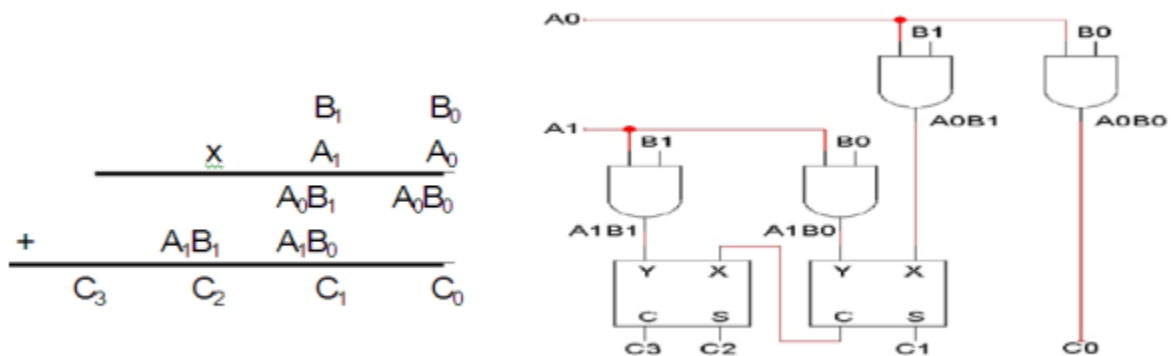 B₁ B₀
x A₁ A₀
A₀B₁ A₀B₀
+ A₁B₁ A₁B₀
C₃ C₂ C₁ C₀
A0 B1 B0
A0B1 A0B0
A1 B1 B0
A1B1 A1B0
Y X Y X
C S C S
C3 C2 C1 C0